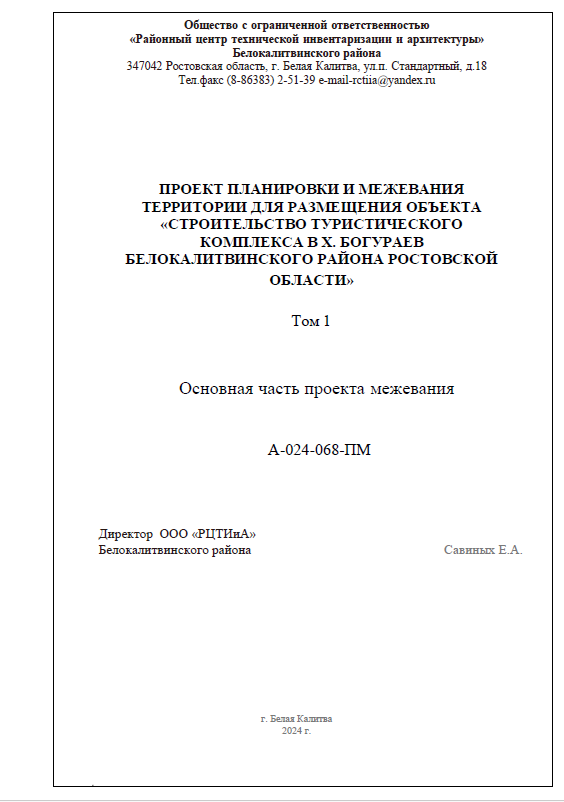 Общество с ограниченной ответственностью
«Районный центр технической инвентаризации и архитектуры»
Белокалитвинского района
347042 Ростовская область, г. Белая Калитва, ул.п. Стандартный, д.18
Тел.факс (8-86383) 2-51-39 e-mail-rctiia@yandex.ru
ПРОЕКТ ПЛАНИРОВКИ И МЕЖЕВАНИЯ
ТЕРРИТОРИИ ДЛЯ РАЗМЕЩЕНИЯ ОБЪЕКТА
«СТРОИТЕЛЬСТВО ТУРИСТИЧЕСКОГО
КОМПЛЕКСА В Х. БОГУРАЕВ
БЕЛОКАЛИТВИНСКОГО РАЙОНА РОСТОВСКОЙ
ОБЛАСТИ»
Том 1
Основная часть проекта межевания
А-024-068-ПМ
Директор ООО «РЦТИиА»
Белокалитвинского района Савиных Е.А.
г. Белая Калитва
2024 г.